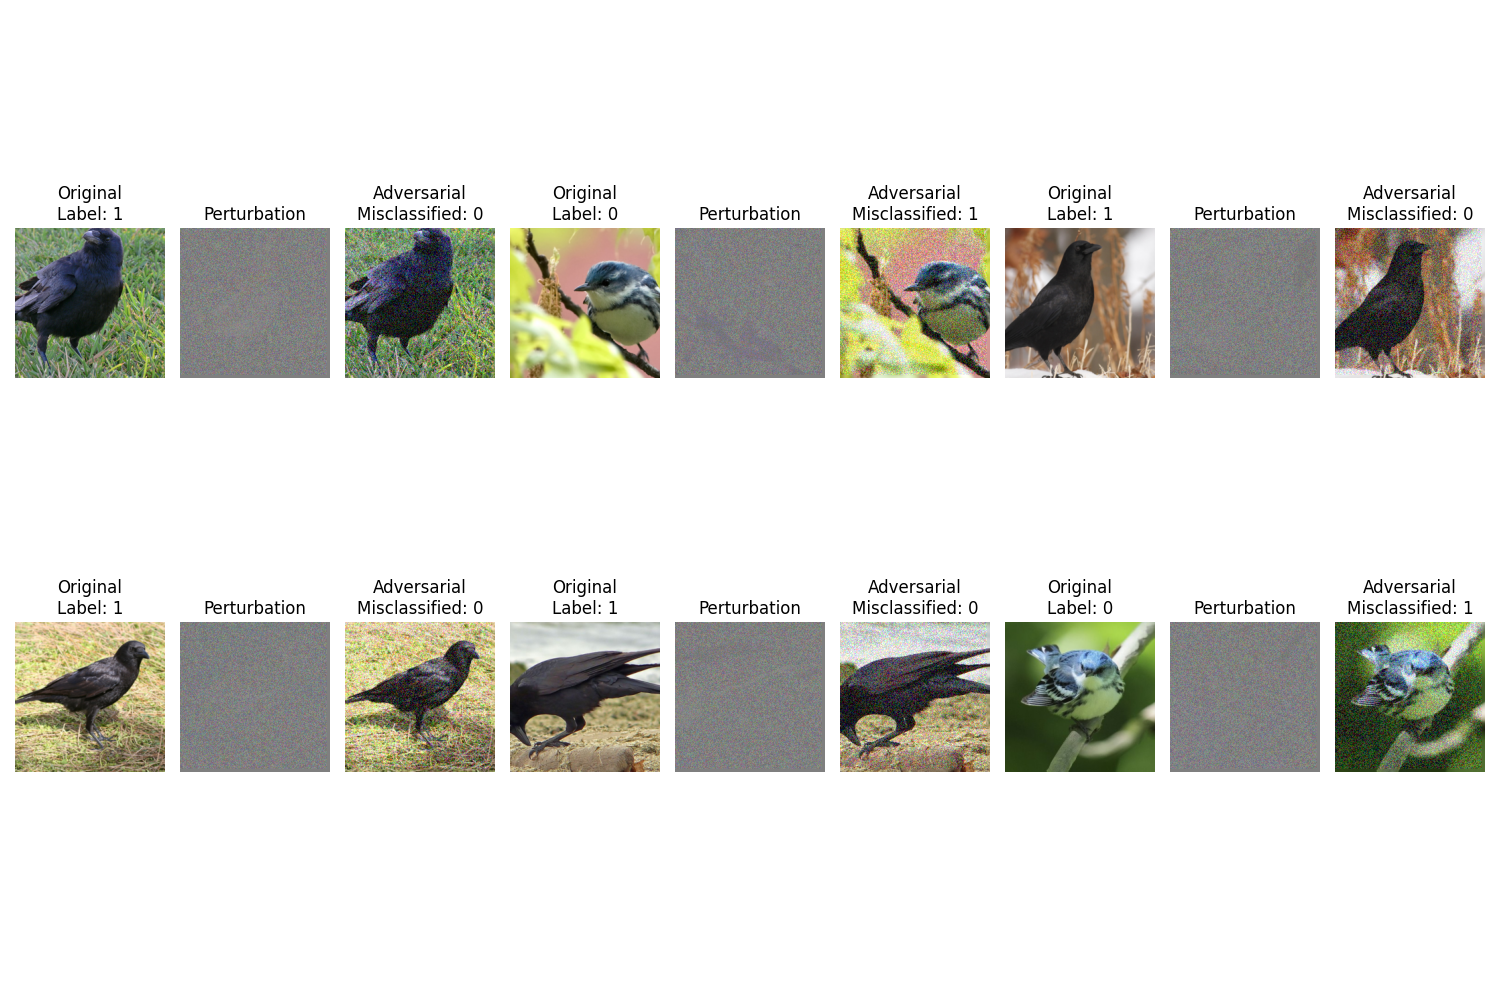 Original
Label: 1
Perturbation
Adversarial
Misclassified: 0
Original
Label: 0
Perturbation
Adversarial
Misclassified: 1
Original
Label: 1
Perturbation
Adversarial
Misclassified: 0
Original
Label: 1
Perturbation
Adversarial
Misclassified: 0
Original
Label: 1
Perturbation
Adversarial
Misclassified: 0
Original
Label: 0
Perturbation
Adversarial
Misclassified: 1